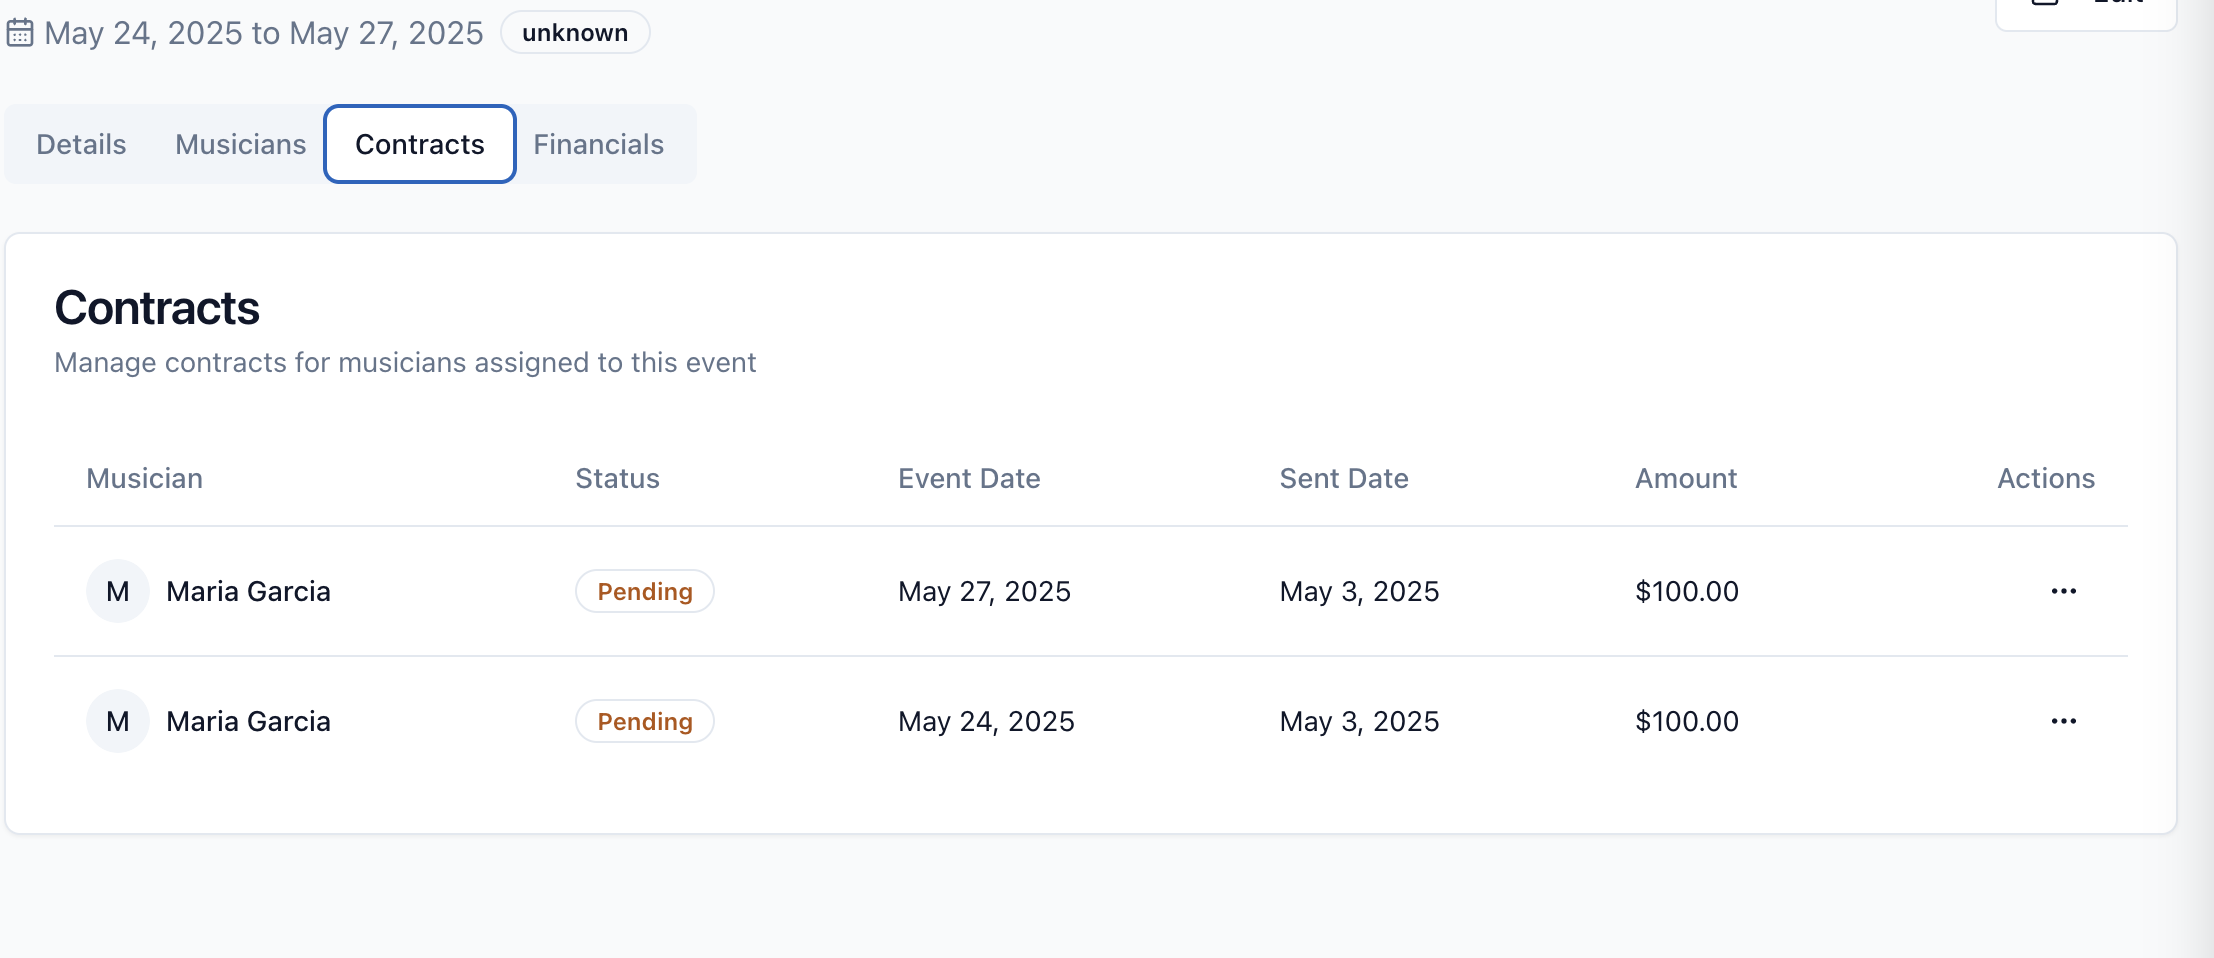 May 24, 2025 to May 27, 2025 unknown
Edit
Details Musicians Contracts Financials
Contracts
Manage contracts for musicians assigned to this event
Musician Status Event Date Sent Date Amount Actions
M Maria Garcia Pending May 27, 2025 May 3, 2025 $100.00
M Maria Garcia Pending May 24, 2025 May 3, 2025 $100.00